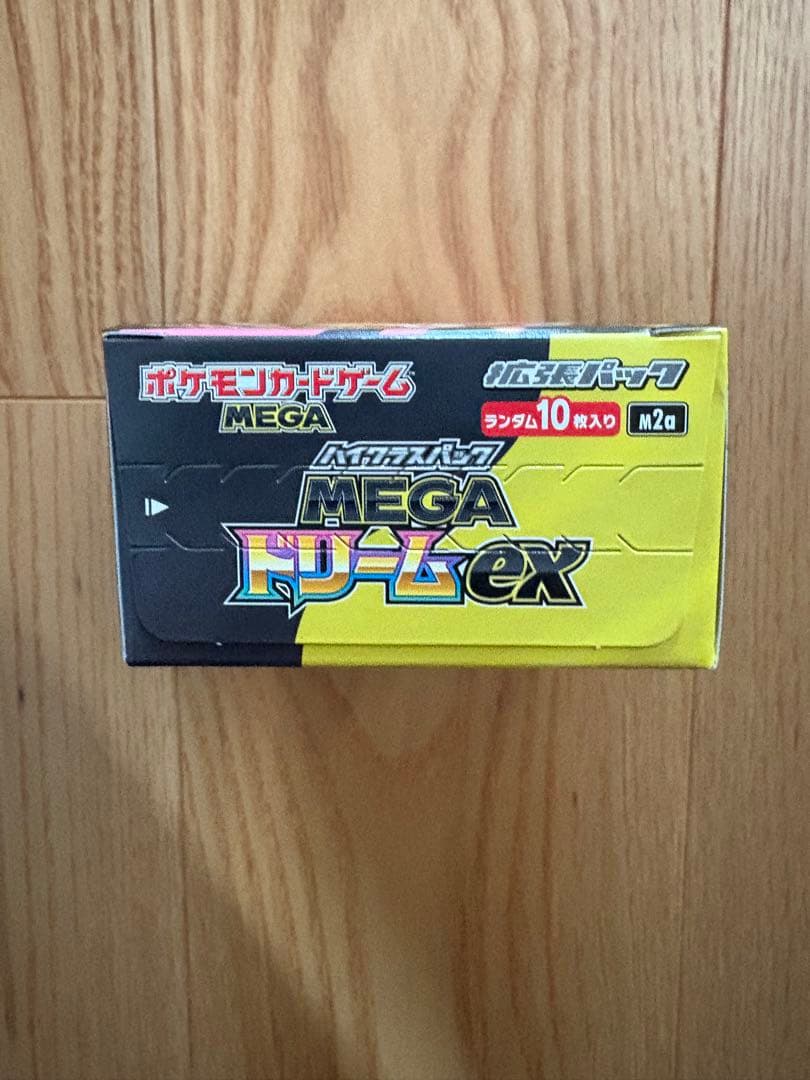 ポケモンカードゲーム
MEGA
拡張パック
ランダム10枚入り M2a
ハイクラスパック
MEGA
ドリームex